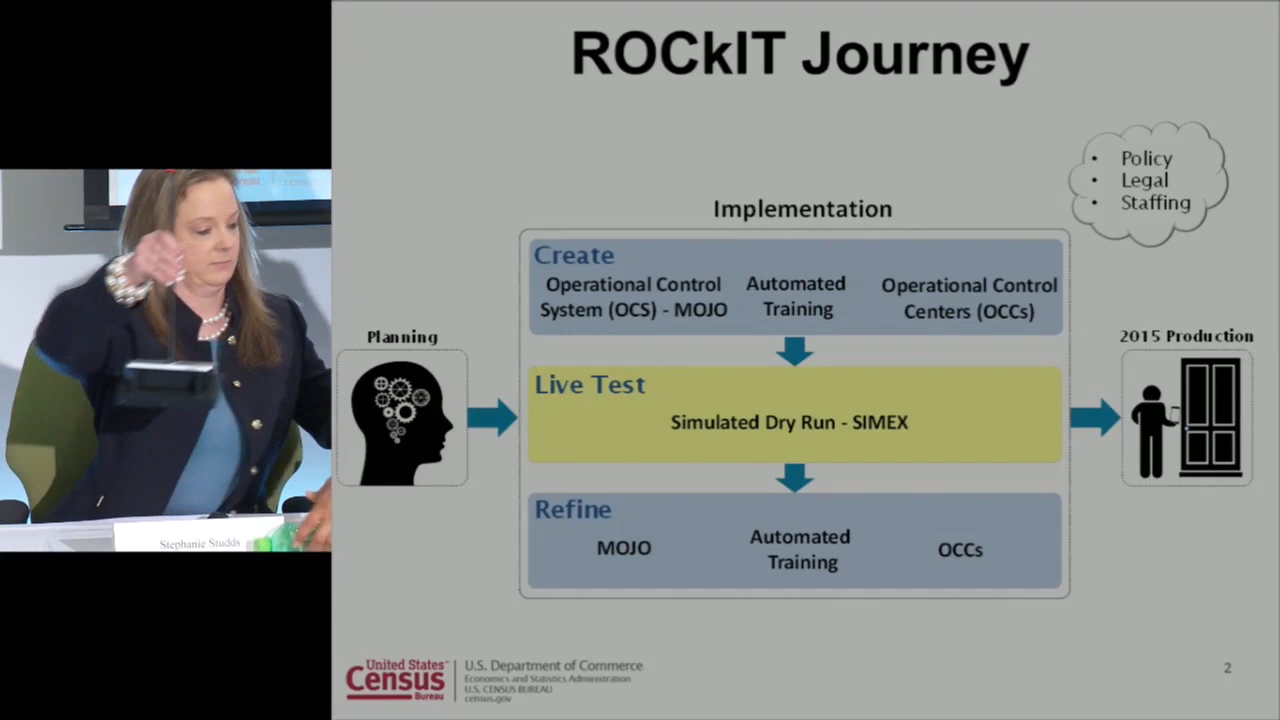 ROCkIT Journey
• Policy
• Legal
• Staffing
Implementation
Create
Operational Control
System (OCS) - MOJO
Automated
Training
Operational Control
Centers (OCCs)
Planning
2015 Production
Live Test
Simulated Dry Run - SIMEX
Refine
MOJO
Automated
Training
OCCs
Stephanie Studds
United States
Census
Bureau
U.S. Department of Commerce
Economics and Statistics Administration
U.S. CENSUS BUREAU
census.gov
2